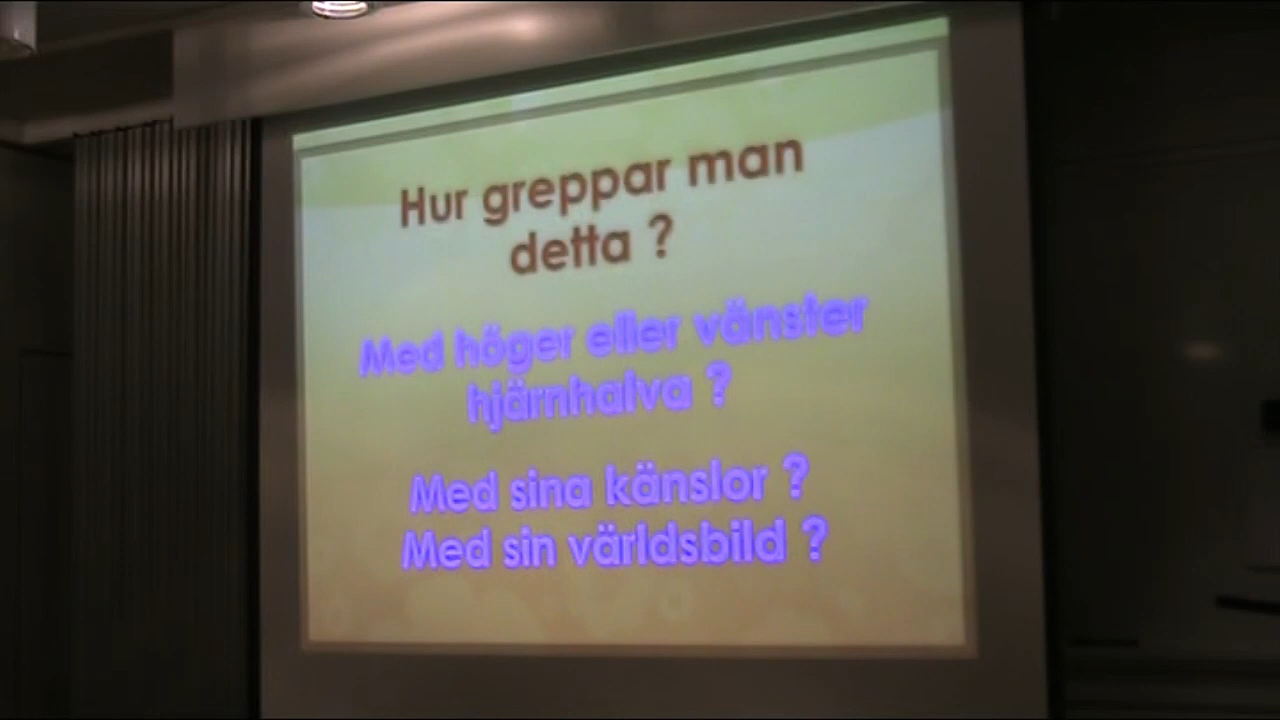 Hur greppar man
detta ?
Med höger eller vänster
hjärnhalva ?
Med sina känslor ?
Med sin världsbild ?